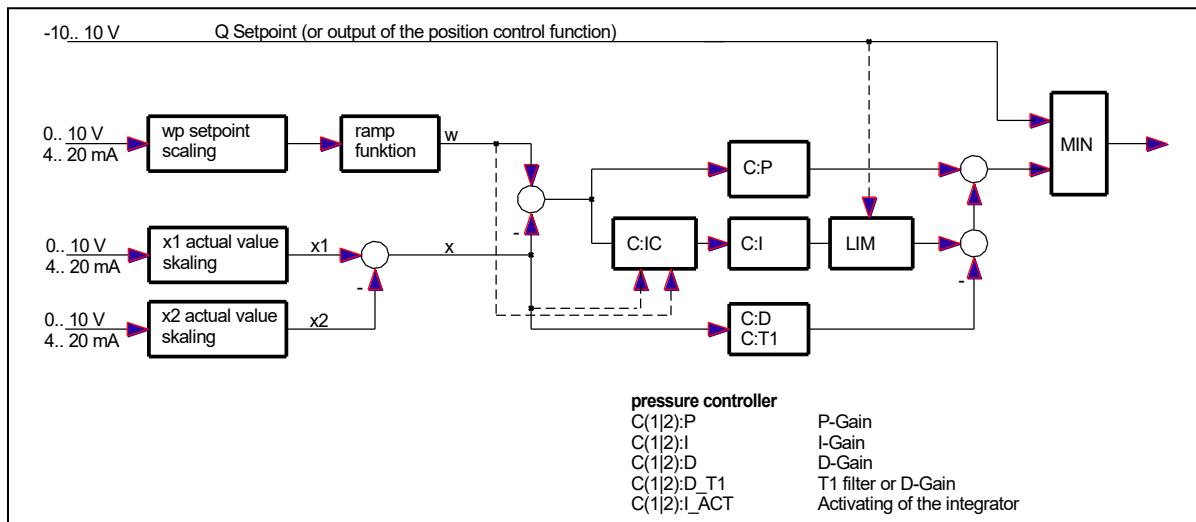 -10.. 10 V
Q Setpoint (or output of the position control function)
0.. 10 V
4.. 20 mA
wp setpoint
scaling
ramp
funktion
w
MIN
C:P
0.. 10 V
4.. 20 mA
x1 actual value
skaling
x1
-
x
-
C:IC
C:I
LIM
-
0.. 10 V
4.. 20 mA
x2 actual value
skaling
x2
C:D
C:T1
pressure controller
C(1|2):P P-Gain
C(1|2):I I-Gain
C(1|2):D D-Gain
C(1|2):D_T1 T1 filter or D-Gain
C(1|2):I_ACT Activating of the integrator